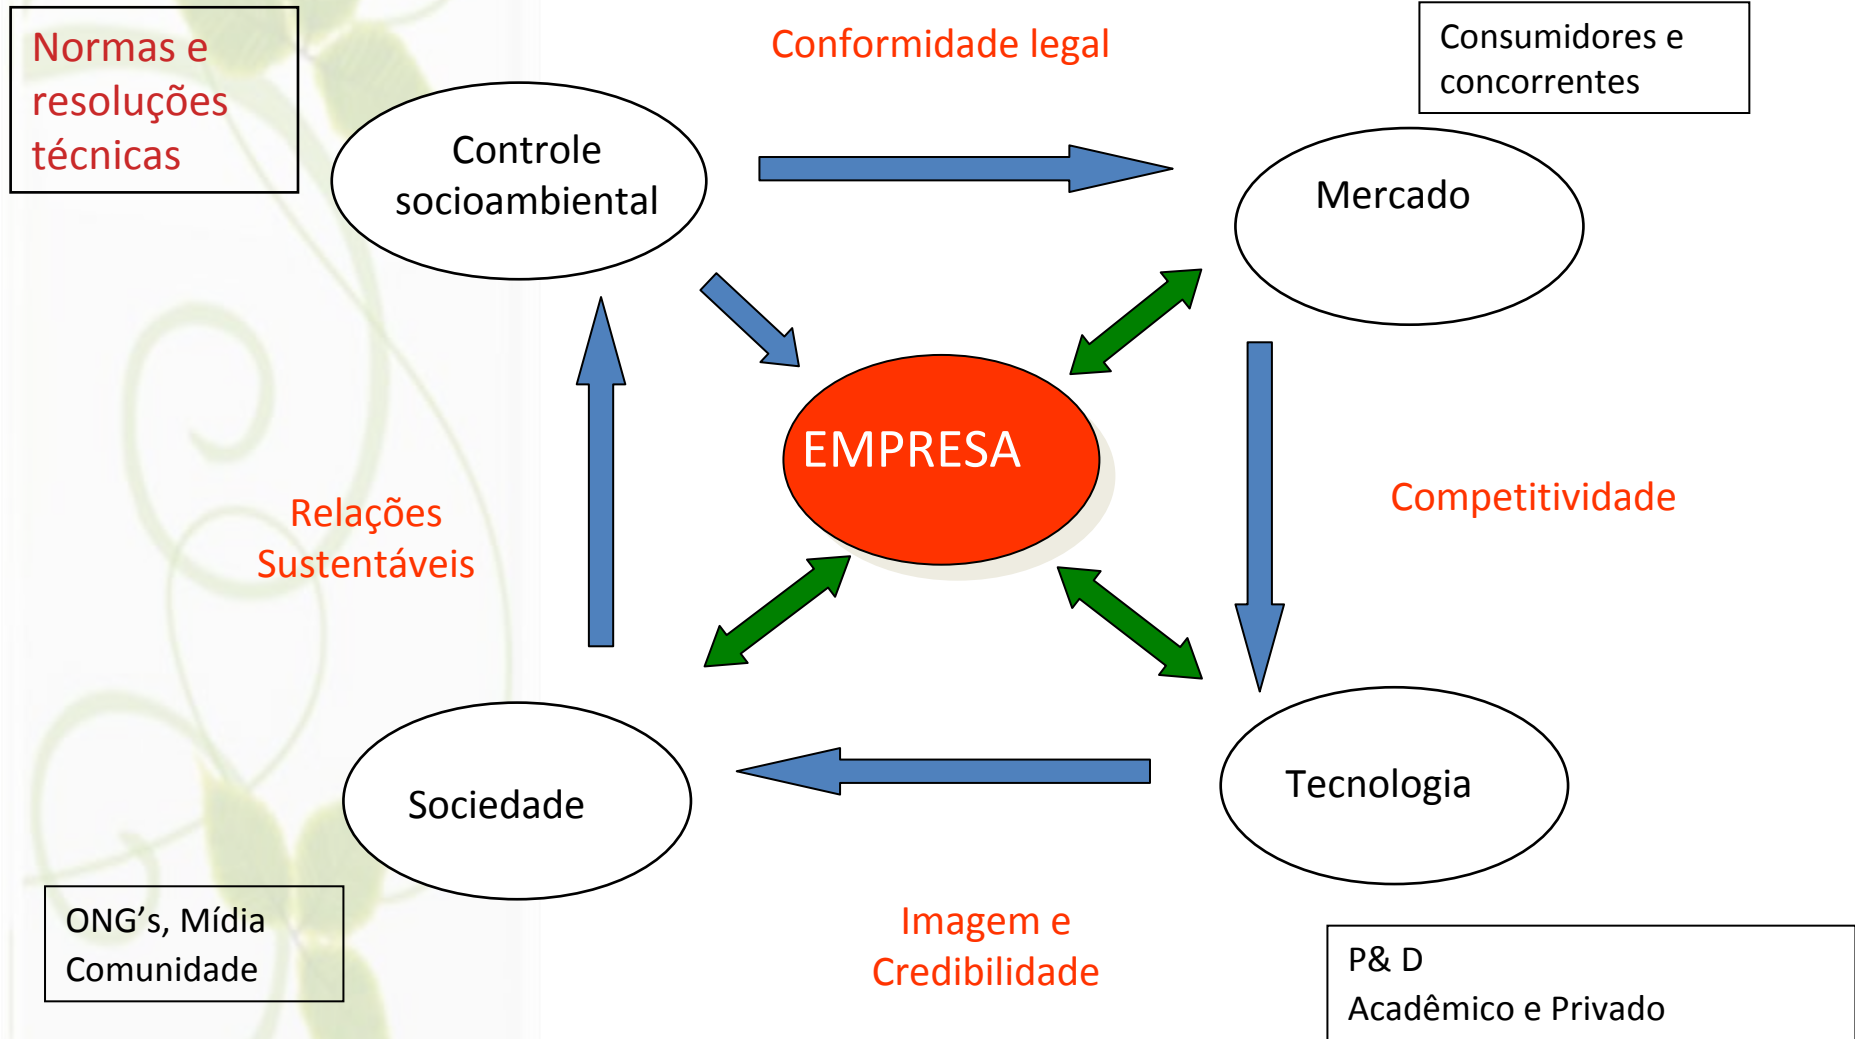 Normas e
resoluções
técnicas
Conformidade legal
Consumidores e
concorrentes
Controle
socioambiental
Mercado
EMPRESA
Relações
Sustentáveis
Competitividade
Sociedade
Tecnologia
ONG’s, Mídia
Comunidade
Imagem e
Credibilidade
P& D
Acadêmico e Privado